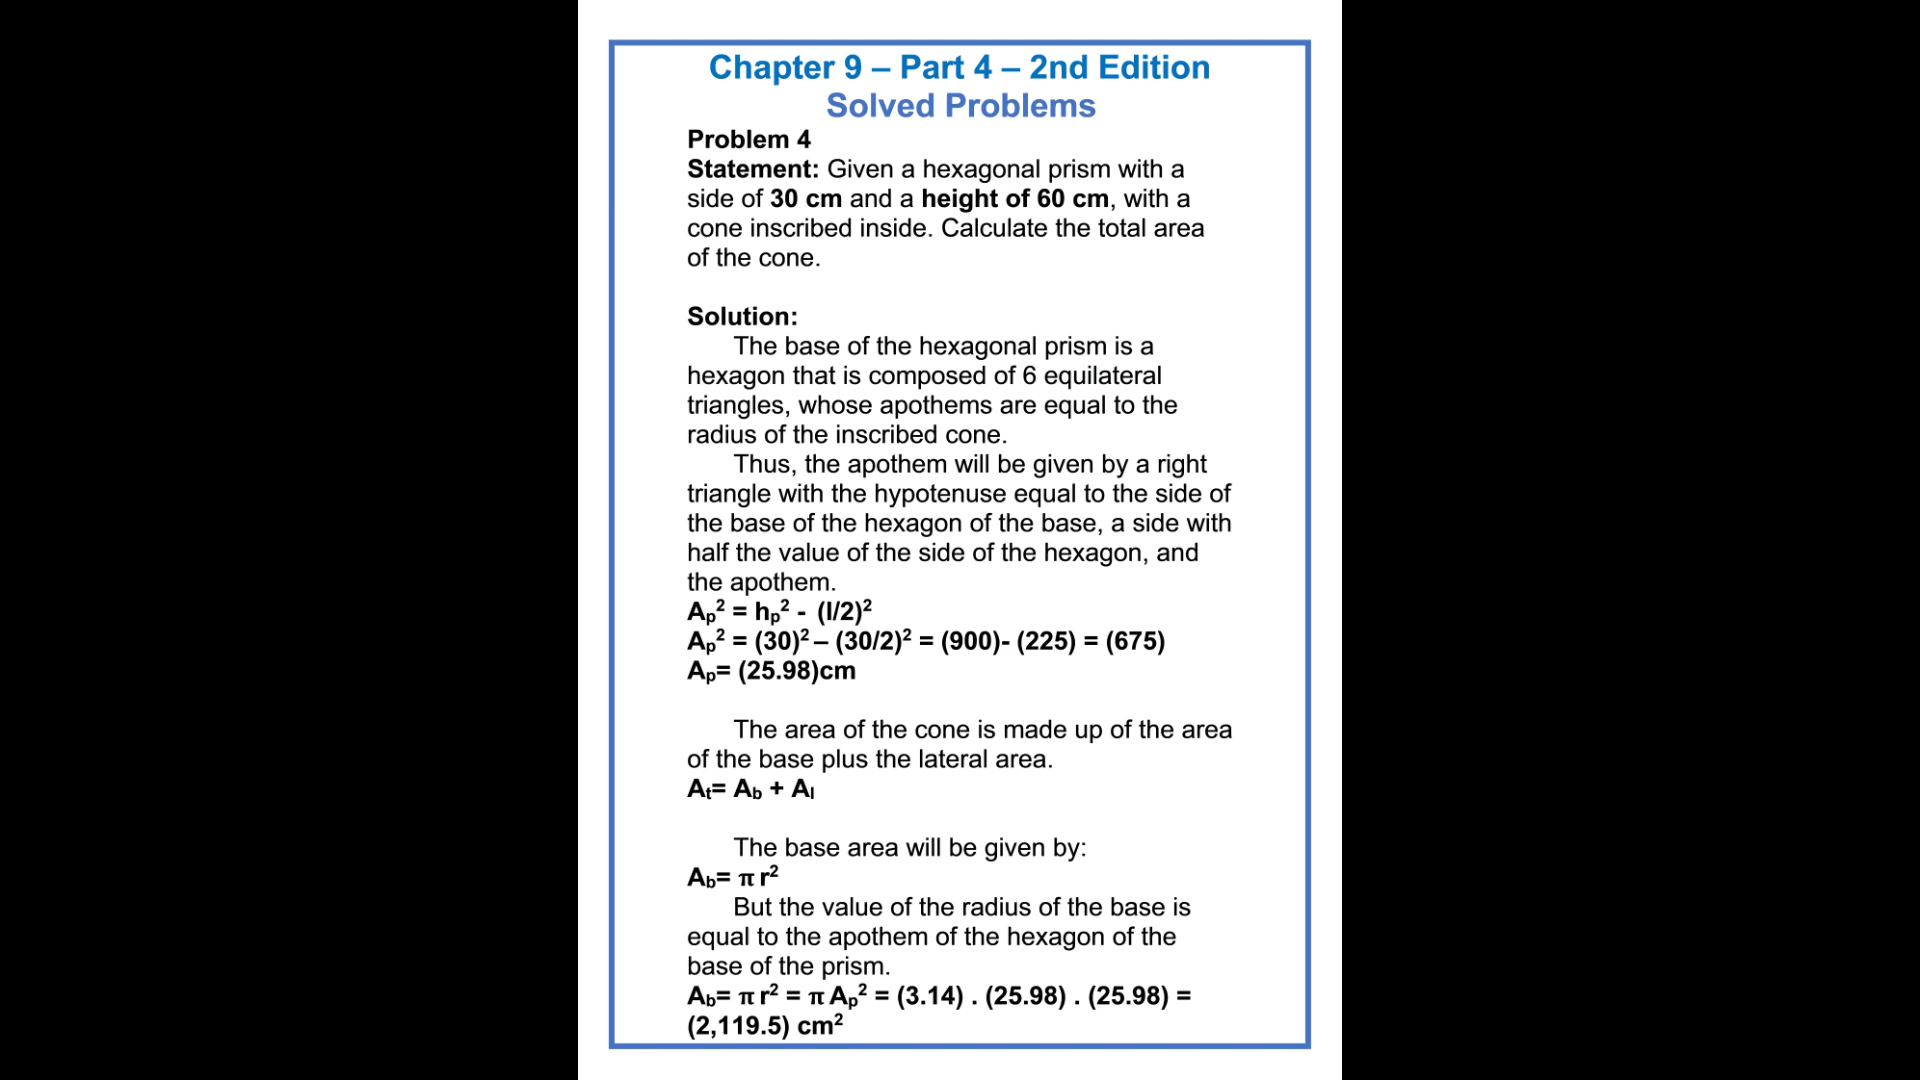 Chapter 9 – Part 4 – 2nd Edition
Solved Problems
Problem 4
Statement: Given a hexagonal prism with a
side of 30 cm and a height of 60 cm, with a
cone inscribed inside. Calculate the total area
of the cone.
Solution:
The base of the hexagonal prism is a
hexagon that is composed of 6 equilateral
triangles, whose apothems are equal to the
radius of the inscribed cone.
Thus, the apothem will be given by a right
triangle with the hypotenuse equal to the side of
the base of the hexagon of the base, a side with
half the value of the side of the hexagon, and
the apothem.
Aₚ² = hₚ² - (l/2)²
Aₚ² = (30)² – (30/2)² = (900)- (225) = (675)
Aₚ= (25.98)cm
The area of the cone is made up of the area
of the base plus the lateral area.
Aₜ= A_b + A_l
The base area will be given by:
A_b= π r²
But the value of the radius of the base is
equal to the apothem of the hexagon of the
base of the prism.
A_b= π r² = π Aₚ² = (3.14) . (25.98) . (25.98) =
(2,119.5) cm²